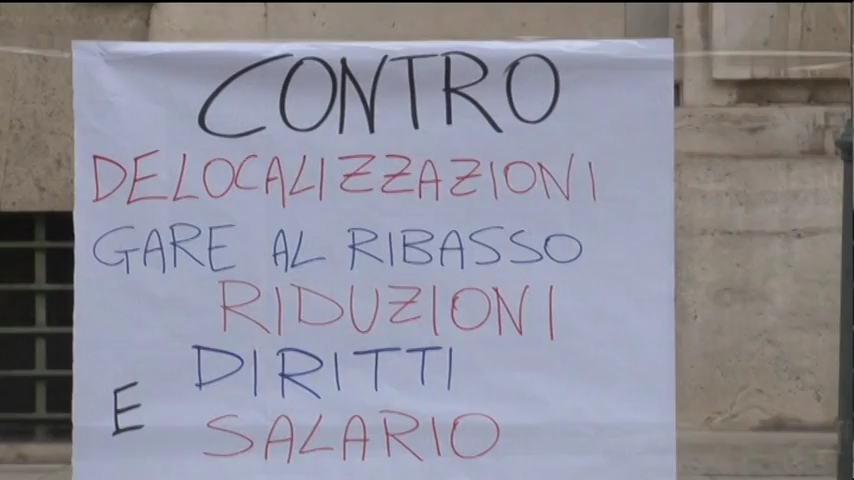 CONTRO
DELOCALIZZAZIONI
GARE AL RIBASSO
RIDUZIONI
DIRITTI
E SALARIO